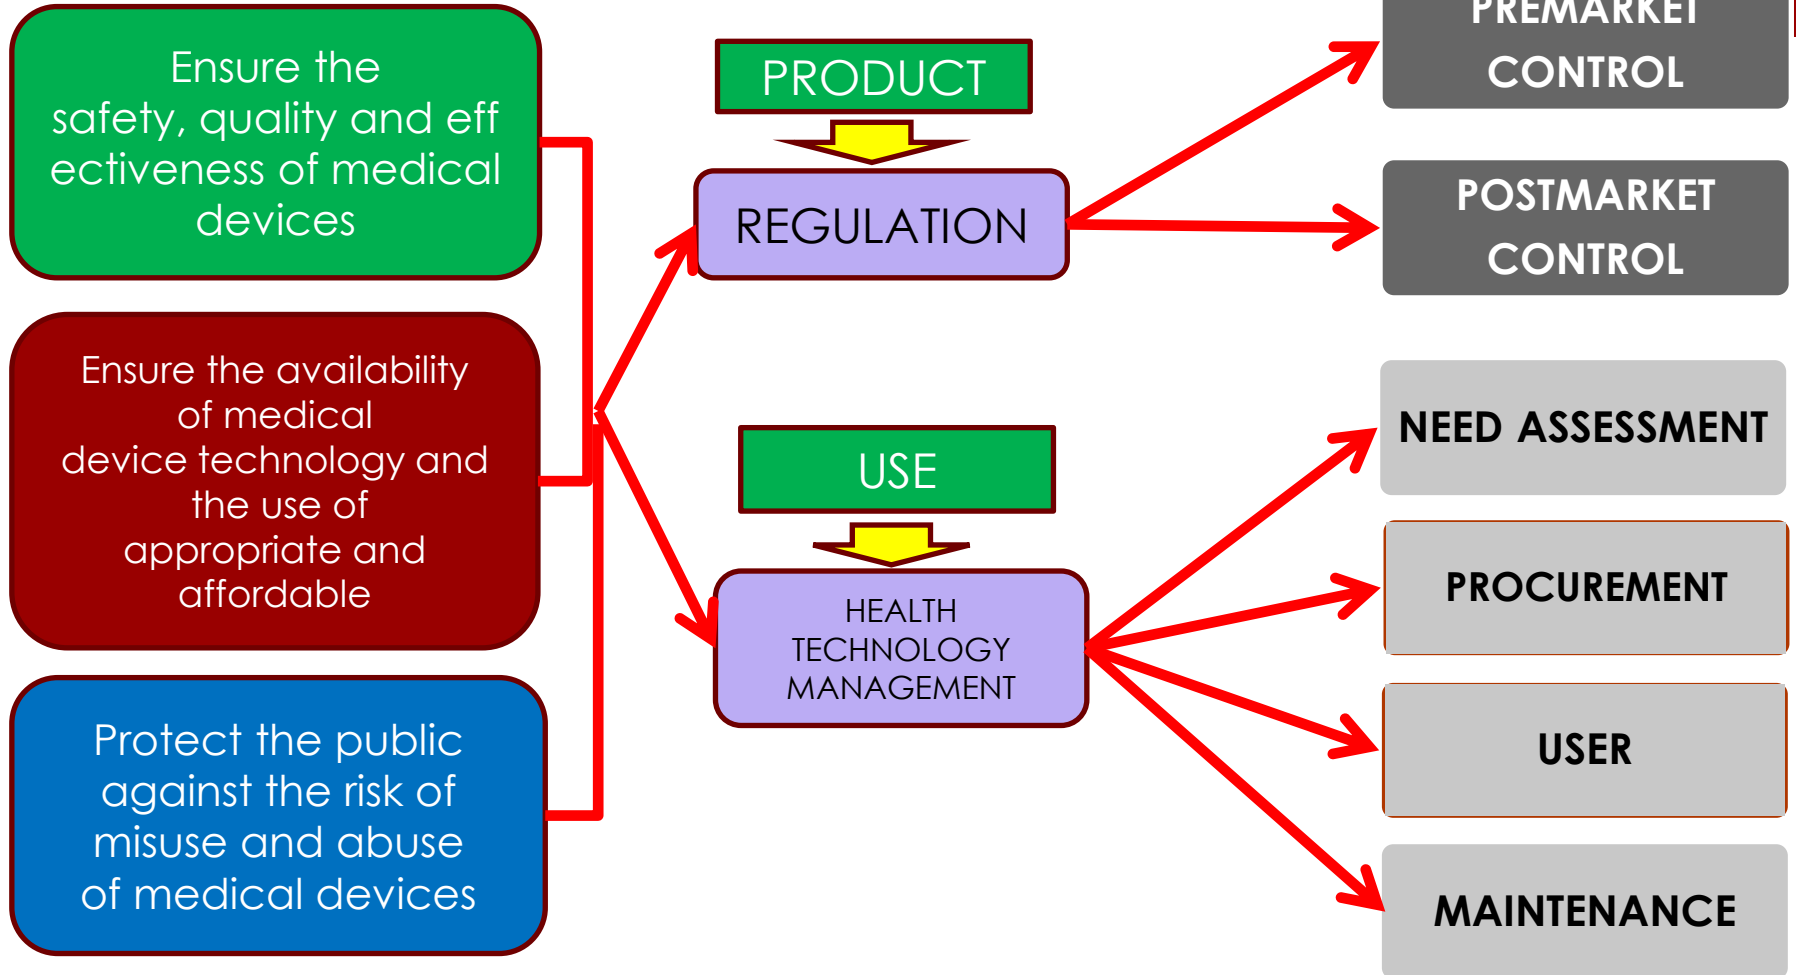 Ensure the
safety, quality and eff
ectiveness of medical
devices
Ensure the availability
of medical
device technology and
the use of
appropriate and
affordable
Protect the public
against the risk of
misuse and abuse
of medical devices
PRODUCT
REGULATION
USE
HEALTH
TECHNOLOGY
MANAGEMENT
PREMARKET
CONTROL
POSTMARKET
CONTROL
NEED ASSESSMENT
PROCUREMENT
USER
MAINTENANCE